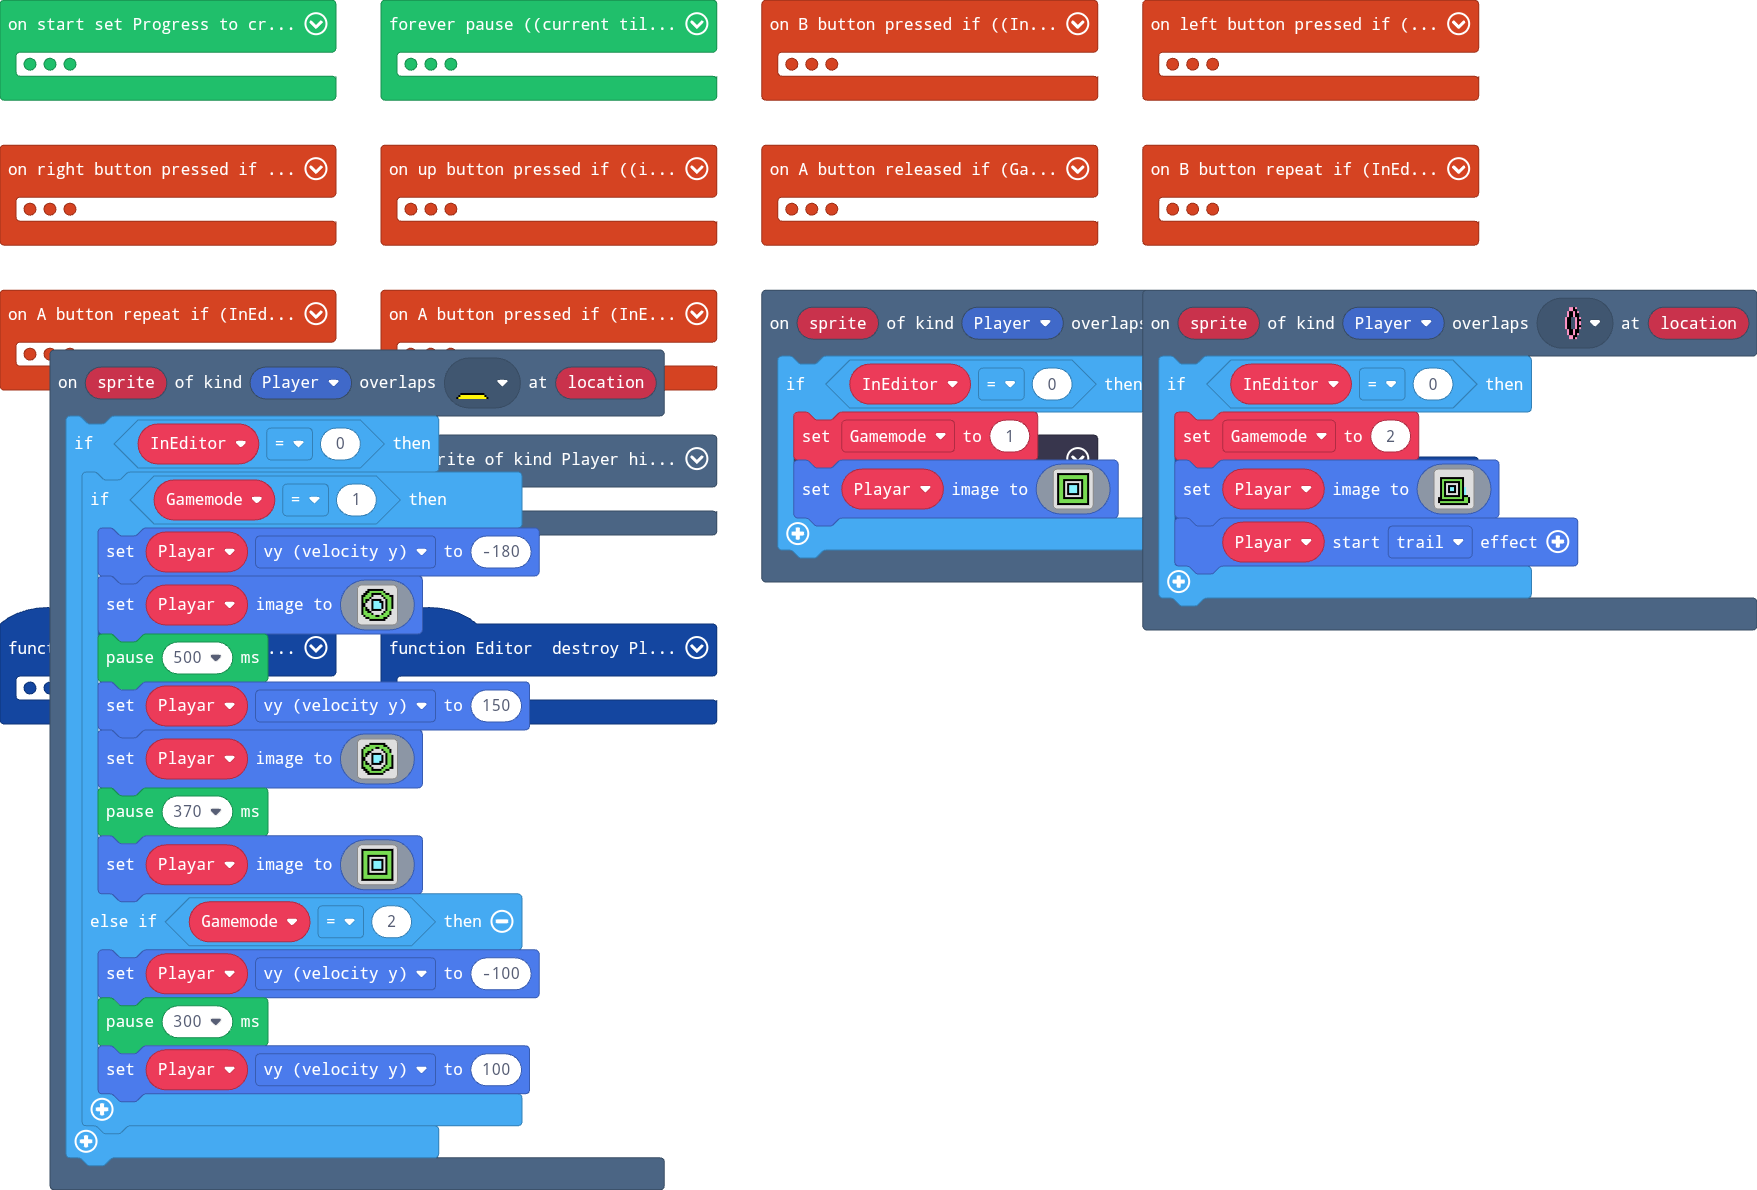 on start set Progress to cr...
forever pause ((current til...
on B button pressed if ((In...
on left button pressed if (...
on right button pressed if ...
on up button pressed if ((i...
on A button released if (Ga...
on B button repeat if (InEd...
on A button repeat if (InEd...
on A button pressed if (InE...
on sprite of kind Player overlaps
if InEditor = 0 then
set Gamemode to 1
set Playar image to
on sprite of kind Player overlaps at location
if InEditor = 0 then
set Gamemode to 2
set Playar image to
Playar start trail effect
on sprite of kind Player overlaps at location
if InEditor = 0 then
rite of kind Player hi...
if Gamemode = 1 then
set Playar vy (velocity y) to -180
set Playar image to
funct
...
function Editor destroy Pl...
pause 500 ms
set Playar vy (velocity y) to 150
set Playar image to
pause 370 ms
set Playar image to
else if Gamemode = 2 then
set Playar vy (velocity y) to -100
pause 300 ms
set Playar vy (velocity y) to 100